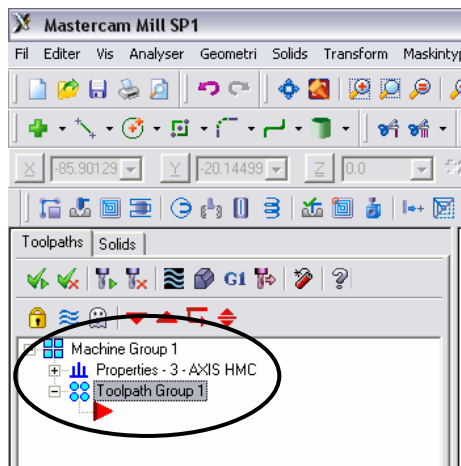 Mastercam Mill SP1
Fil Editer Vis Analyser Geometri Solids Transform
X -85.90129 Y -20.14499 Z 0.0
Toolpaths Solids
G1
Machine Group 1
Properties - 3 - AXIS HMC
Toolpath Group 1